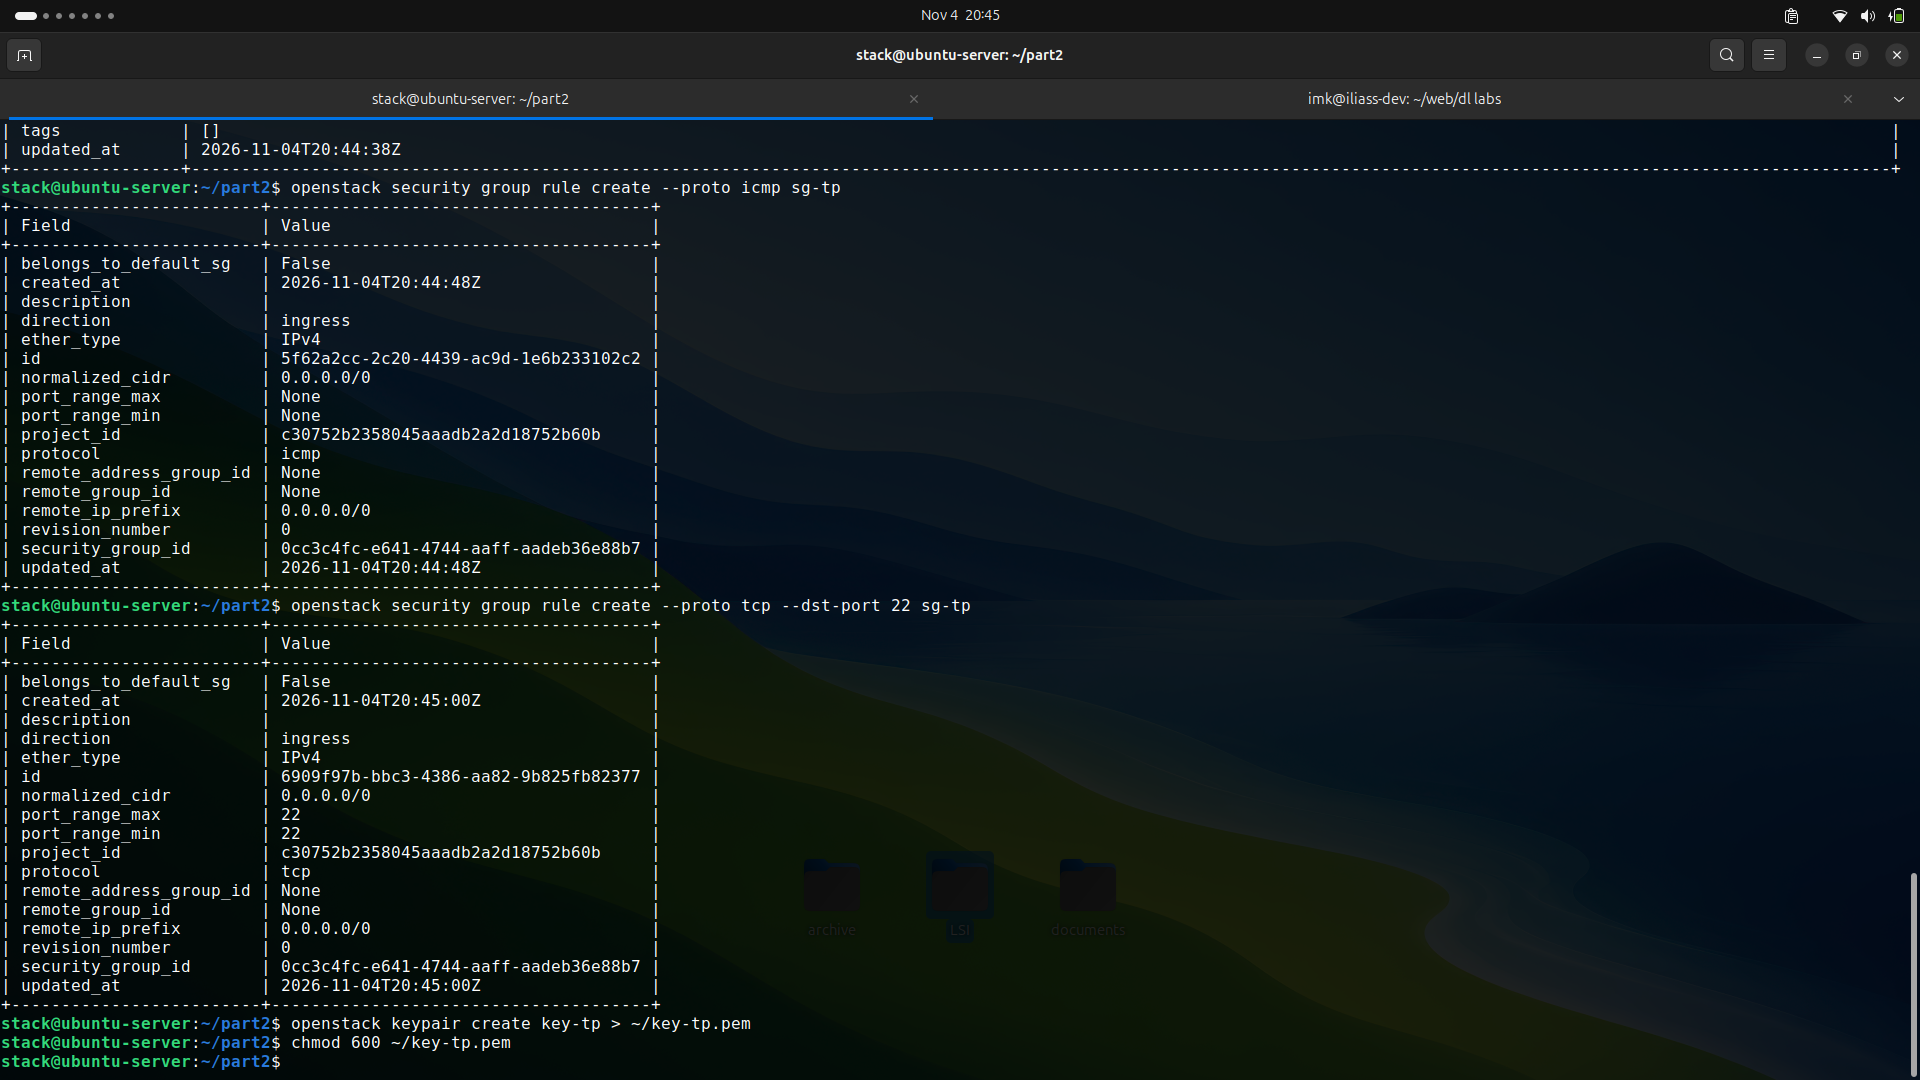 Nov 4 20:45
stack@ubuntu-server: ~/part2
stack@ubuntu-server: ~/part2
imk@iliass-dev: ~/web/dl labs
| tags            | []                                                                                                                                                                       |
| updated_at      | 2026-11-04T20:44:38Z                                                                                                                                                     |
+-----------------+--------------------------------------------------------------------------------------------------------------------------------------------------------------------------+
stack@ubuntu-server:~/part2$ openstack security group rule create --proto icmp sg-tp
+-------------------------+--------------------------------------+
| Field                   | Value                                |
+-------------------------+--------------------------------------+
| belongs_to_default_sg   | False                                |
| created_at              | 2026-11-04T20:44:48Z                 |
| description             |                                      |
| direction               | ingress                              |
| ether_type              | IPv4                                 |
| id                      | 5f62a2cc-2c20-4439-ac9d-1e6b233102c2 |
| normalized_cidr         | 0.0.0.0/0                            |
| port_range_max          | None                                 |
| port_range_min          | None                                 |
| project_id              | c30752b2358045aaadb2a2d18752b60b     |
| protocol                | icmp                                 |
| remote_address_group_id | None                                 |
| remote_group_id         | None                                 |
| remote_ip_prefix        | 0.0.0.0/0                            |
| revision_number         | 0                                    |
| security_group_id       | 0cc3c4fc-e641-4744-aaff-aadeb36e88b7 |
| updated_at              | 2026-11-04T20:44:48Z                 |
+-------------------------+--------------------------------------+
stack@ubuntu-server:~/part2$ openstack security group rule create --proto tcp --dst-port 22 sg-tp
+-------------------------+--------------------------------------+
| Field                   | Value                                |
+-------------------------+--------------------------------------+
| belongs_to_default_sg   | False                                |
| created_at              | 2026-11-04T20:45:00Z                 |
| description             |                                      |
| direction               | ingress                              |
| ether_type              | IPv4                                 |
| id                      | 6909f97b-bbc3-4386-aa82-9b825fb82377 |
| normalized_cidr         | 0.0.0.0/0                            |
| port_range_max          | 22                                   |
| port_range_min          | 22                                   |
| project_id              | c30752b2358045aaadb2a2d18752b60b     |
| protocol                | tcp                                  |
| remote_address_group_id | None                                 |
| remote_group_id         | None                                 |
| remote_ip_prefix        | 0.0.0.0/0                            |
| revision_number         | 0                                    |
| security_group_id       | 0cc3c4fc-e641-4744-aaff-aadeb36e88b7 |
| updated_at              | 2026-11-04T20:45:00Z                 |
+-------------------------+--------------------------------------+
stack@ubuntu-server:~/part2$ openstack keypair create key-tp > ~/key-tp.pem
stack@ubuntu-server:~/part2$ chmod 600 ~/key-tp.pem
stack@ubuntu-server:~/part2$
archive
LSI
documents